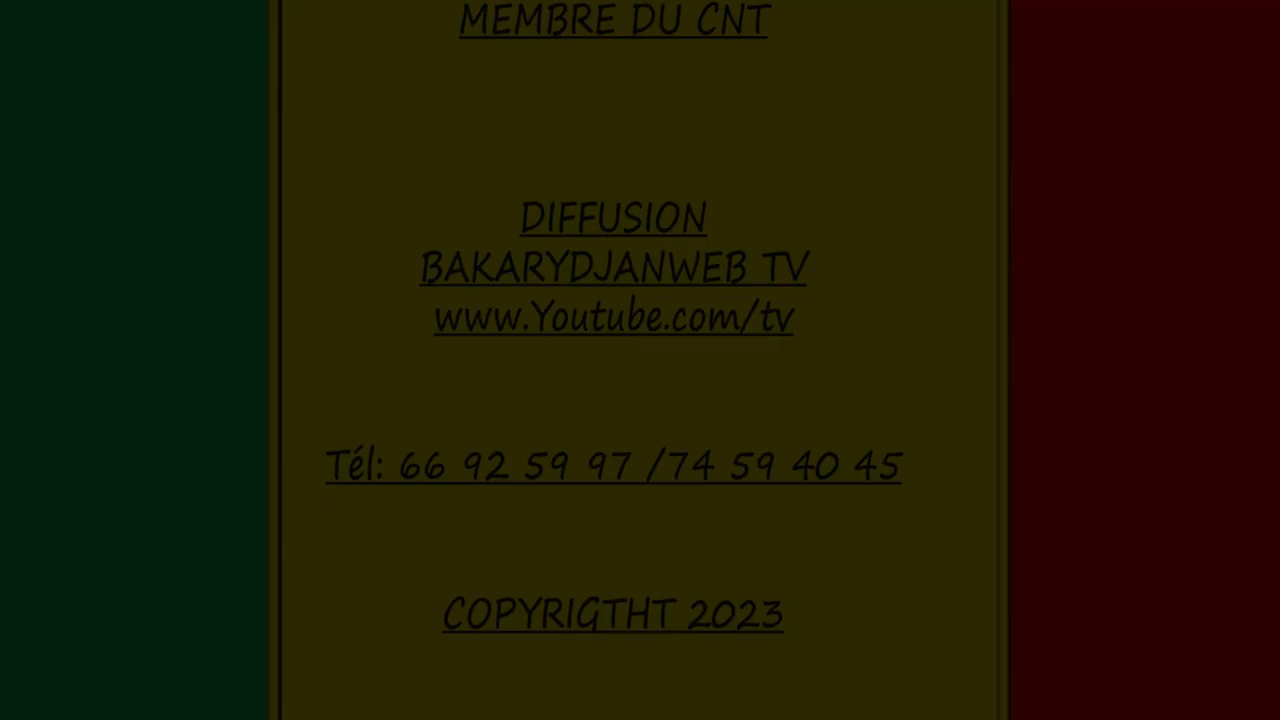 MEMBRE DU CNT
DIFFUSION
BAKARYDJANWEB TV
www.Youtube.com/tv
Tél: 66 92 59 97 /74 59 40 45
COPYRIGTHT 2023